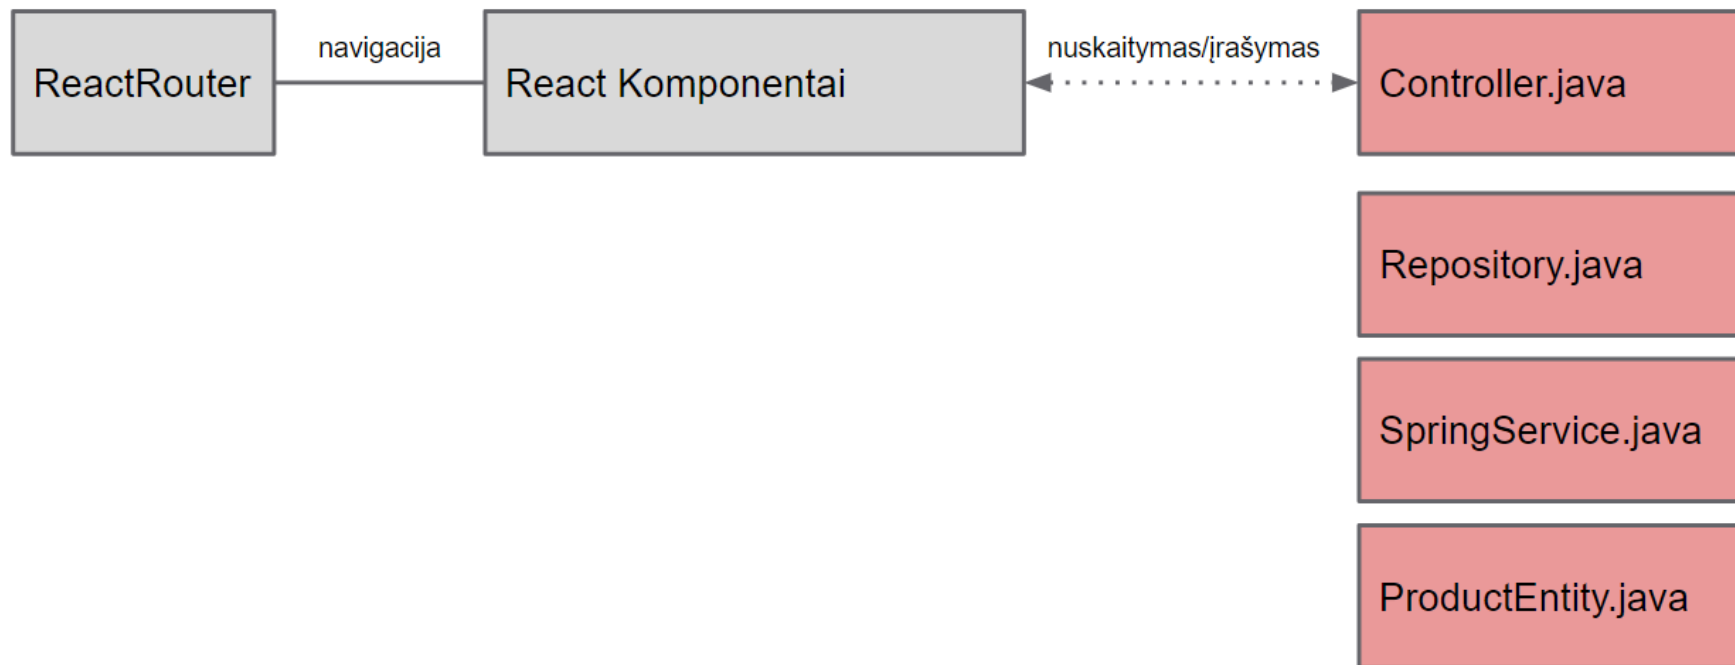 ReactRouter
navigacija
React Komponentai
nuskaitymas/įrašymas
Controller.java
Repository.java
SpringService.java
ProductEntity.java